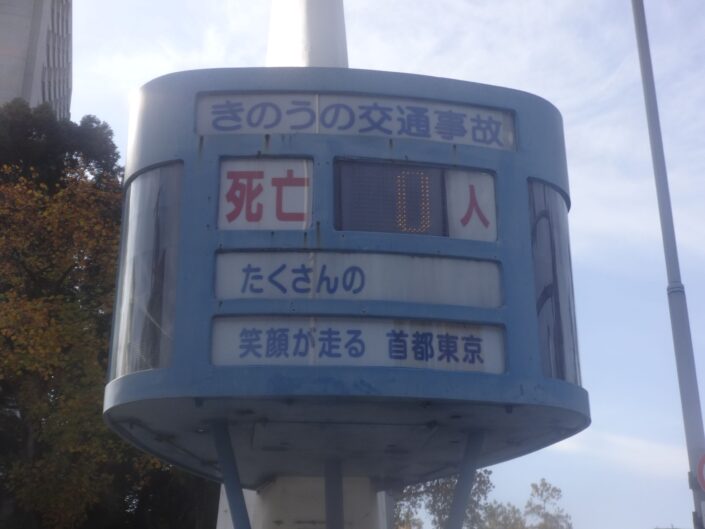 きのうの交通事故
死亡 0人
たくさんの
笑顔が走る 首都東京